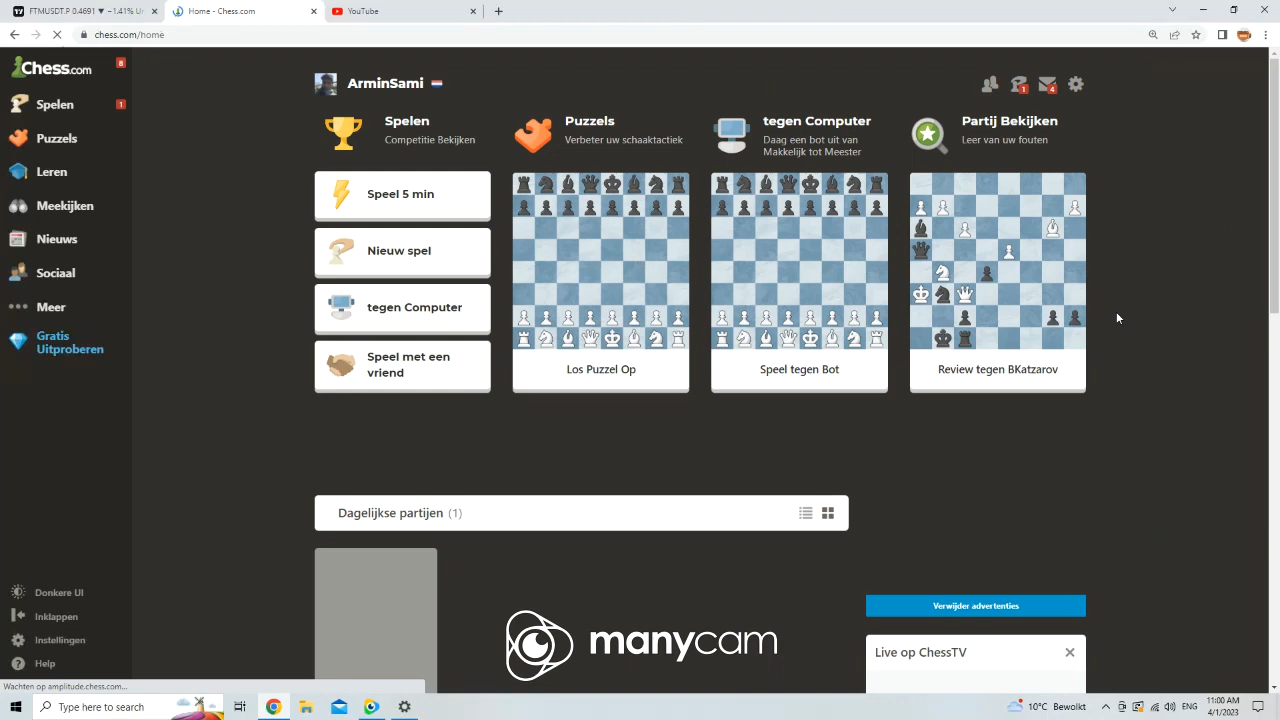 FTMUSDT.P 0.4691 ▼ −1.41% Un
Home - Chess.com
YouTube
chess.com/home
Chess.com
8
Spelen
1
Puzzels
Leren
Meekijken
Nieuws
Sociaal
Meer
Gratis
Uitproberen
Donkere UI
Inklappen
Instellingen
Help
ArminSami
1
4
Spelen
Competitie Bekijken
Puzzels
Verbeter uw schaaktactiek
tegen Computer
Daag een bot uit van
Makkelijk tot Meester
Partij Bekijken
Leer van uw fouten
Speel 5 min
Nieuw spel
tegen Computer
Speel met een
vriend
Los Puzzel Op
Speel tegen Bot
Review tegen BKatzarov
Dagelijkse partijen (1)
Verwijder advertenties
Live op ChessTV
manycam
Wachten op amplitude.chess.com...
Type here to search
10°C Bewolkt
ENG
11:00 AM
4/1/2023